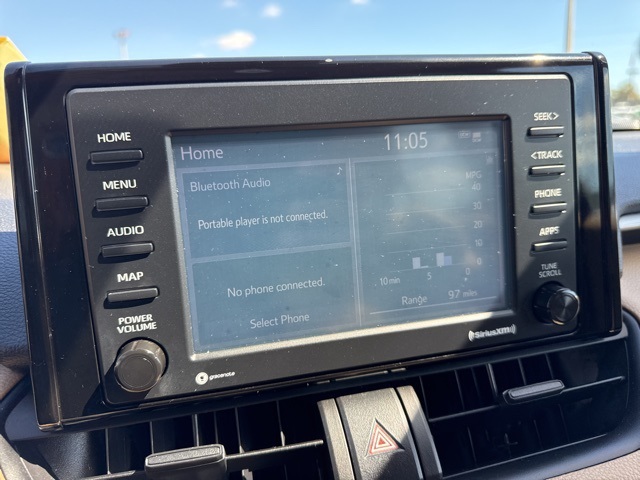 HOME
MENU
AUDIO
MAP
POWER
VOLUME
Home
11:05
Bluetooth Audio
Portable player is not connected.
No phone connected.
Select Phone
MPG
40
30
20
10
0
10 min
5
0
Range
97 mi
SEEK>
<TRACK
PHONE
APPS
TUNE
SCROLL
gracenote
SiriusXM